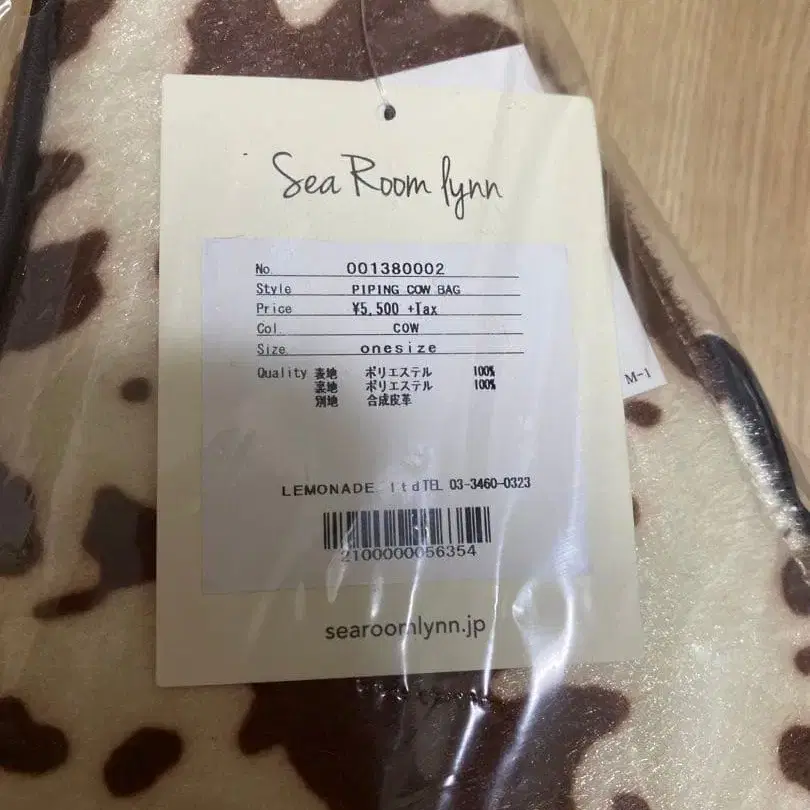 Sea Room lynn
No. 001380002
Style PIPING COW BAG
Price ¥5,500 +Tax
Col. COW
Size onesize
Quality 表地 ポリエステル 100%
裏地 ポリエステル 100%
別地 合成皮革
M-1
LEMONADE. ltd TEL 03-3460-0323
2100000056354
searoomlynn.jp